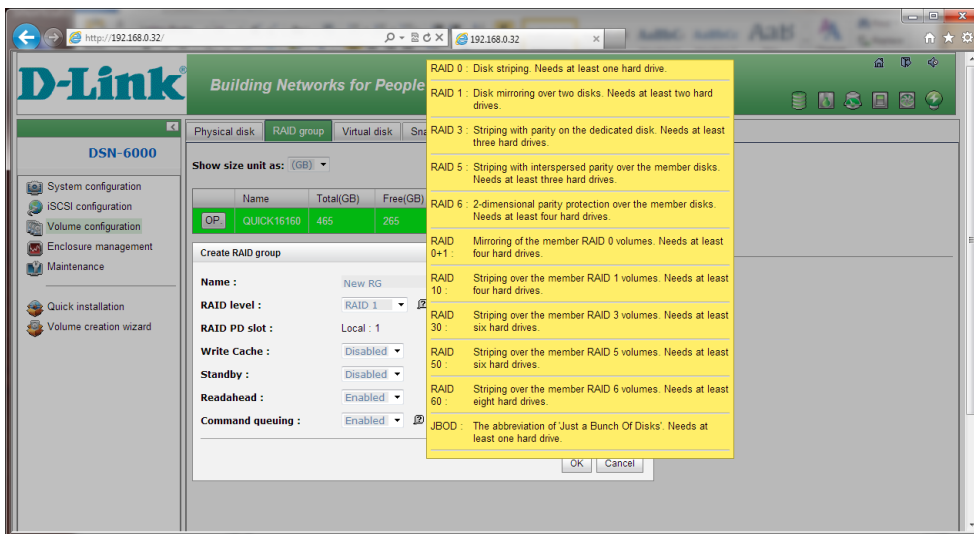 http://192.168.0.32/
192.168.0.32
D-Link
Building Networks for People
DSN-6000
System configuration
iSCSI configuration
Volume configuration
Enclosure management
Maintenance
Quick installation
Volume creation wizard
Physical disk
RAID group
Virtual disk
Show size unit as: (GB)
Name Total(GB) Free(GB)
OP. QUICK16160 465 265
Create RAID group
Name : New RG
RAID level : RAID 1
RAID PD slot : Local : 1
Write Cache : Disabled
Standby : Disabled
Readahead : Enabled
Command queuing : Enabled
OK Cancel
RAID 0 : Disk striping. Needs at least one hard drive.
RAID 1 : Disk mirroring over two disks. Needs at least two hard
drives.
RAID 3 : Striping with parity on the dedicated disk. Needs at least
three hard drives.
RAID 5 : Striping with interspersed parity over the member disks.
Needs at least three hard drives.
RAID 6 : 2-dimensional parity protection over the member disks.
Needs at least four hard drives.
RAID Mirroring of the member RAID 0 volumes. Needs at least
0+1 : four hard drives.
RAID Striping over the member RAID 1 volumes. Needs at least
10 : four hard drives.
RAID Striping over the member RAID 3 volumes. Needs at least
30 : six hard drives.
RAID Striping over the member RAID 5 volumes. Needs at least
50 : six hard drives.
RAID Striping over the member RAID 6 volumes. Needs at least
60 : eight hard drives.
JBOD : The abbreviation of 'Just a Bunch Of Disks'. Needs at
least one hard drive.